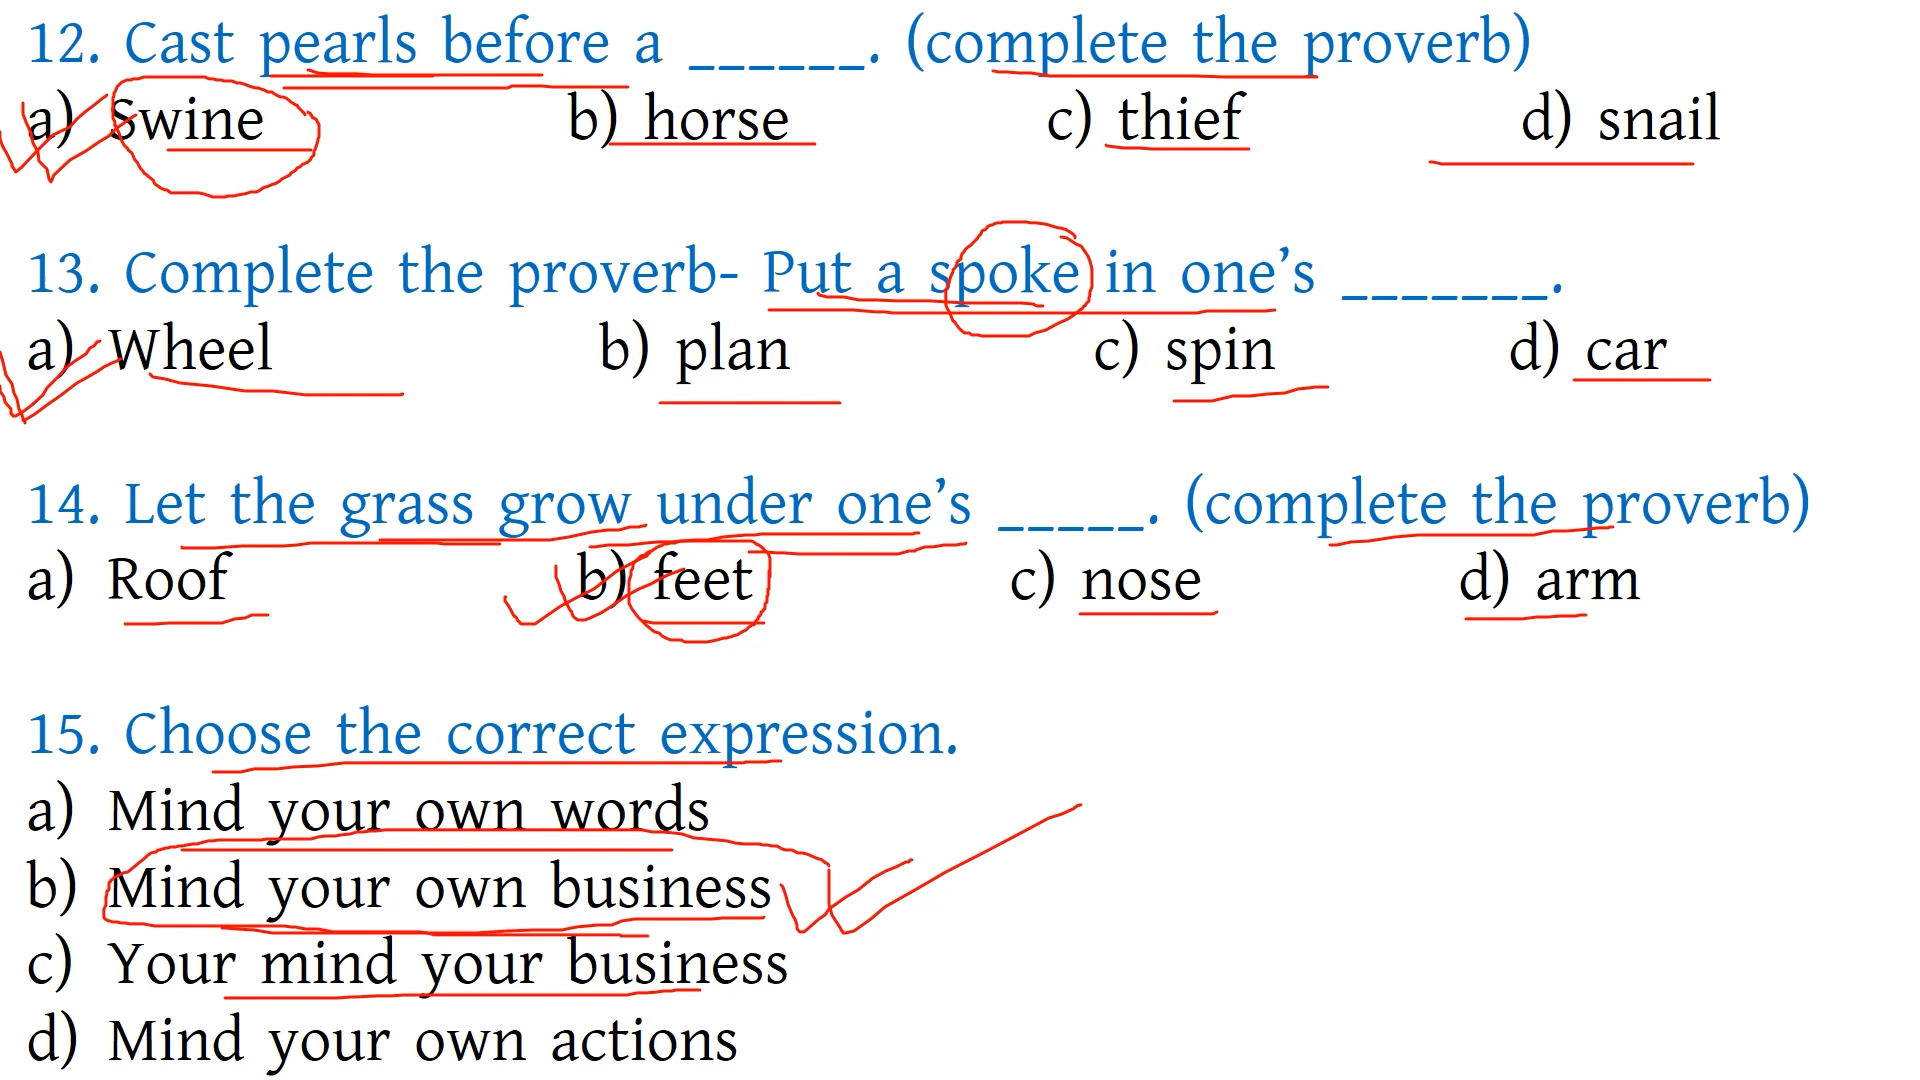 12. Cast pearls before a ______. (complete the proverb)
a) Swine b) horse c) thief d) snail
13. Complete the proverb- Put a spoke in one’s _______.
a) Wheel b) plan c) spin d) car
14. Let the grass grow under one’s _____. (complete the proverb)
a) Roof b) feet c) nose d) arm
15. Choose the correct expression.
a) Mind your own words
b) Mind your own business
c) Your mind your business
d) Mind your own actions